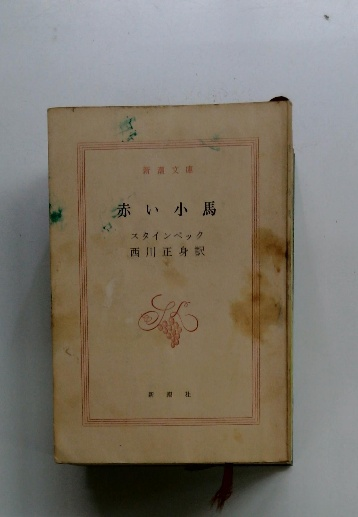 新潮文庫
赤い小馬
スタインベック
西川正身訳
新潮社